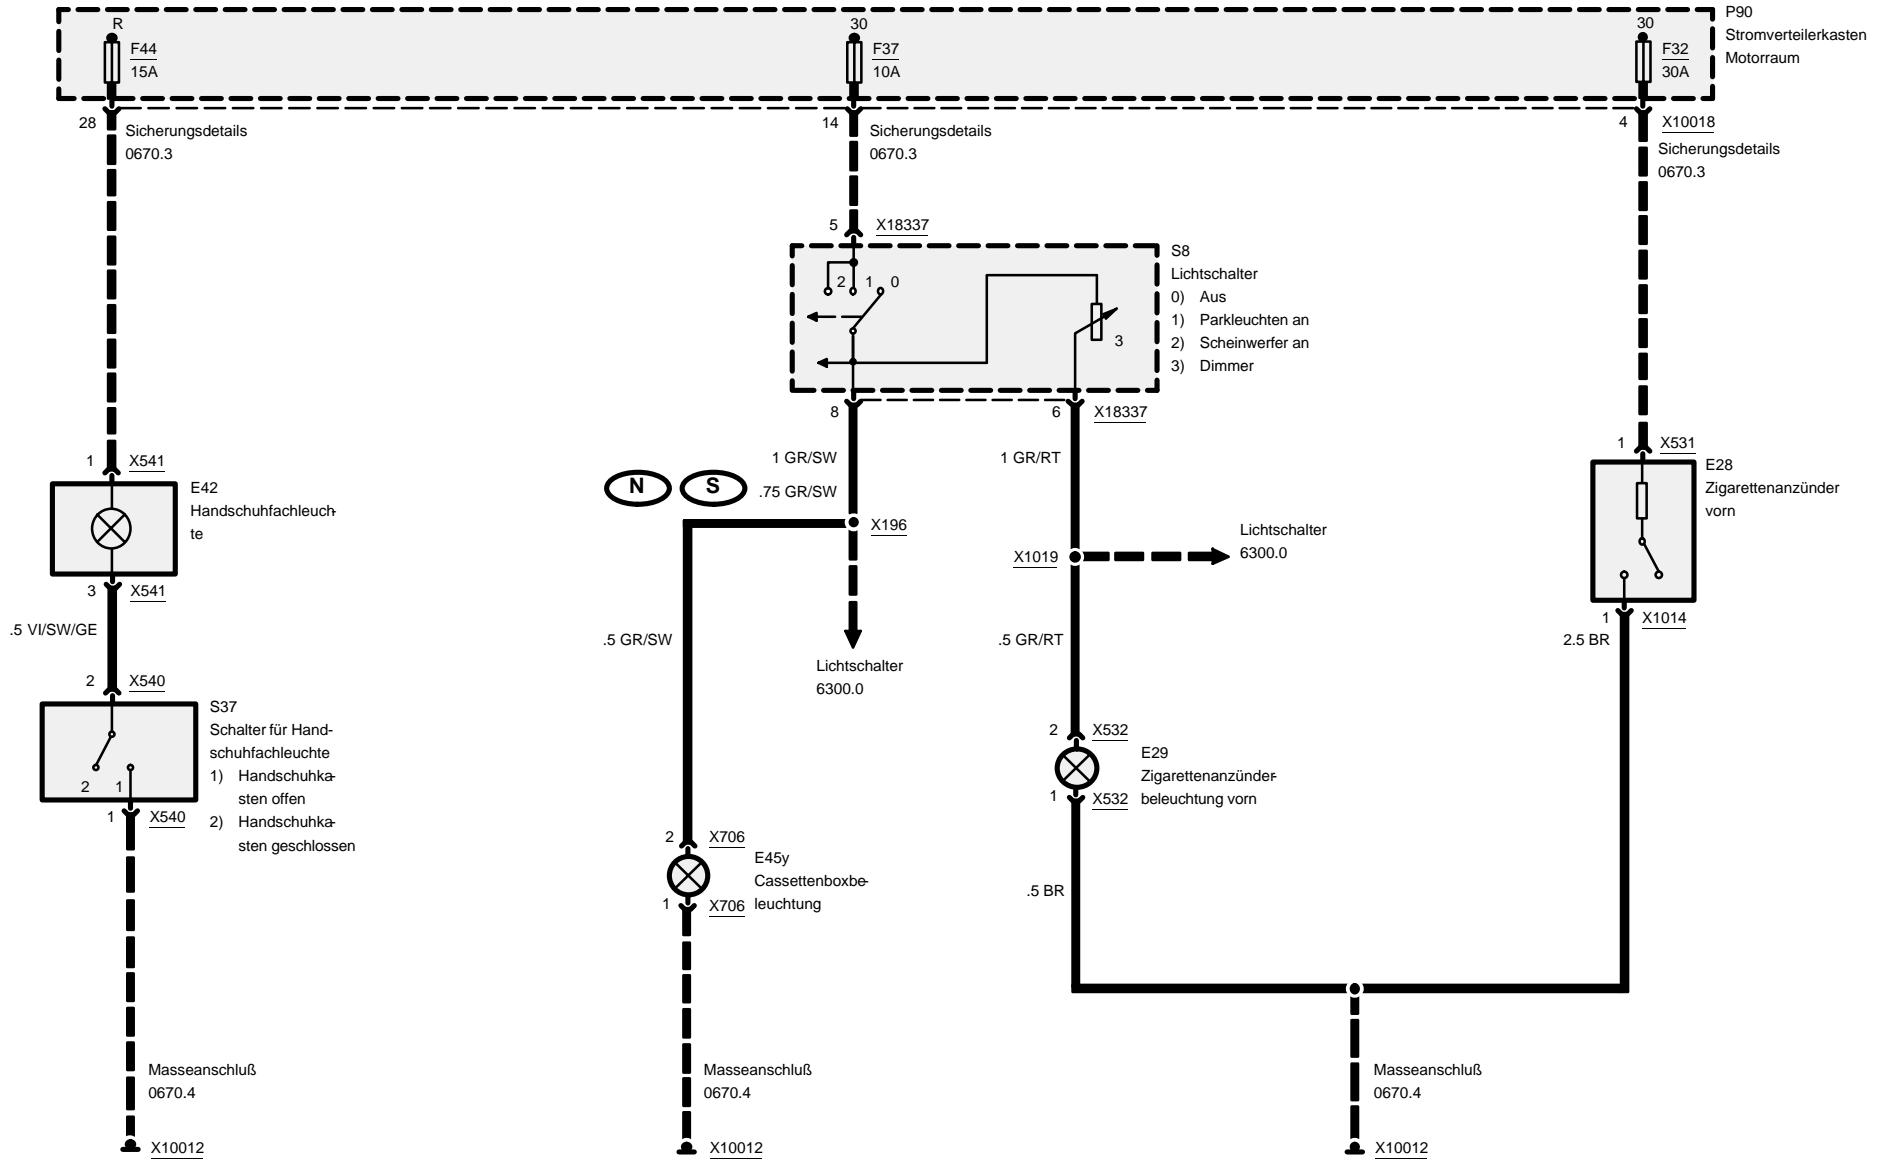 R
F44
15A
30
F37
10A
30
F32
30A
P90
Stromverteilerkasten
Motorraum
28
Sicherungsdetails
0670.3
14
Sicherungsdetails
0670.3
4
X10018
Sicherungsdetails
0670.3
5
X18337
2
1
0
3
S8
Lichtschalter
0) Aus
1) Parkleuchten an
2) Scheinwerfer an
3) Dimmer
8
6
X18337
1 GR/SW
.75 GR/SW
1 GR/RT
N
S
X196
X1019
Lichtschalter
6300.0
1
X541
E42
Handschuhfachleuch-
te
3
X541
.5 VI/SW/GE
2
X540
S37
Schalter für Hand-
schuhfachleuchte
1) Handschuhka-
sten offen
2) Handschuhka-
sten geschlossen
2
1
1
X540
.5 GR/SW
Lichtschalter
6300.0
.5 GR/RT
1
X531
E28
Zigarettenanzünder
vorn
1
X1014
2.5 BR
2
X532
E29
Zigarettenanzünder-
beleuchtung vorn
1
X532
2
X706
E45y
Cassettenboxbe-
leuchtung
1
X706
.5 BR
Masseanschluß
0670.4
Masseanschluß
0670.4
Masseanschluß
0670.4
X10012
X10012
X10012